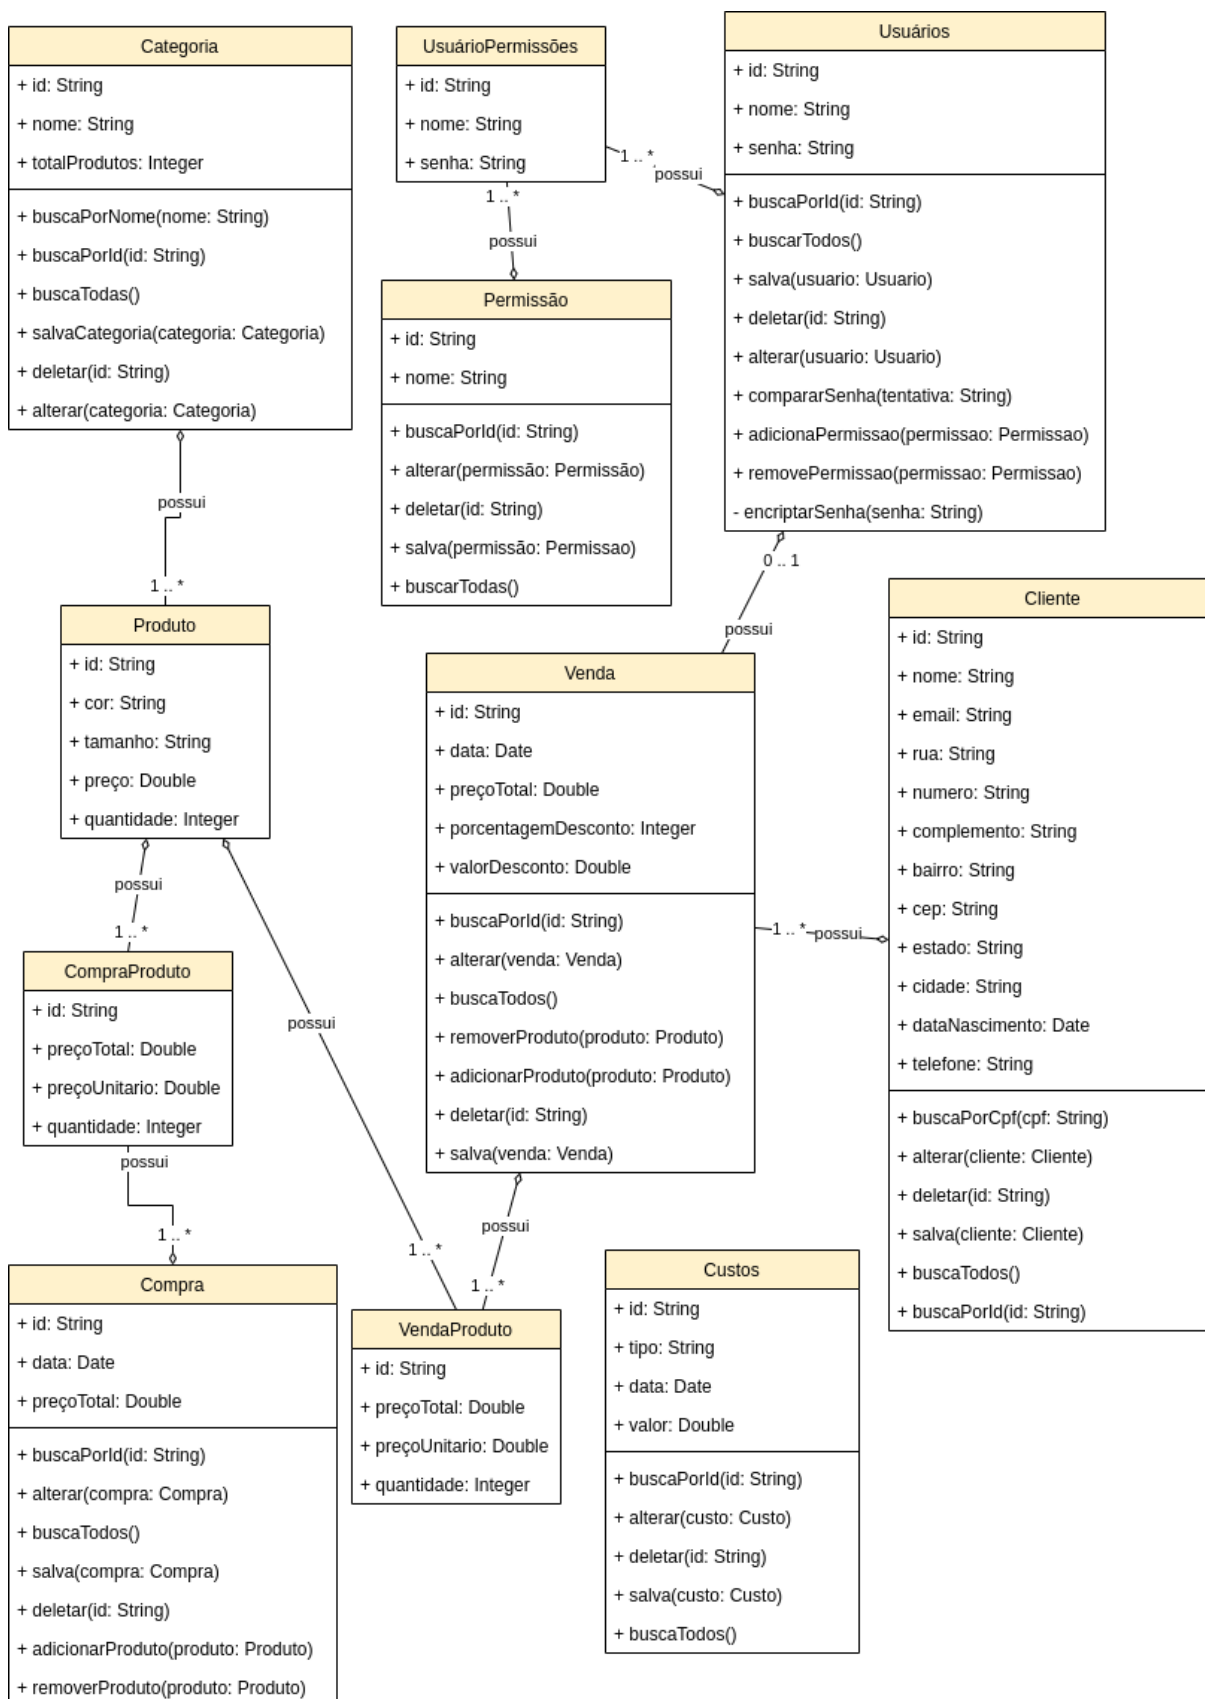 Categoria
+ id: String
+ nome: String
+ totalProdutos: Integer
+ buscaPorNome(nome: String)
+ buscaPorId(id: String)
+ buscaTodas()
+ salvaCategoria(categoria: Categoria)
+ deletar(id: String)
+ alterar(categoria: Categoria)
UsuárioPermissões
+ id: String
+ nome: String
+ senha: String
1 .. *
possui
Usuários
+ id: String
+ nome: String
+ senha: String
+ buscaPorId(id: String)
+ buscarTodos()
+ salva(usuario: Usuario)
+ deletar(id: String)
+ alterar(usuario: Usuario)
+ compararSenha(tentativa: String)
+ adicionaPermissao(permissao: Permissao)
+ removePermissao(permissao: Permissao)
- encriptarSenha(senha: String)
1 .. *
possui
Permissão
+ id: String
+ nome: String
+ buscaPorId(id: String)
+ alterar(permissão: Permissão)
+ deletar(id: String)
+ salva(permissão: Permissao)
+ buscarTodas()
possui
1 .. *
0 .. 1
possui
Produto
+ id: String
+ cor: String
+ tamanho: String
+ preço: Double
+ quantidade: Integer
Venda
+ id: String
+ data: Date
+ preçoTotal: Double
+ porcentagemDesconto: Integer
+ valorDesconto: Double
+ buscaPorId(id: String)
+ alterar(venda: Venda)
+ buscaTodos()
+ removerProduto(produto: Produto)
+ adicionarProduto(produto: Produto)
+ deletar(id: String)
+ salva(venda: Venda)
1 .. *
possui
Cliente
+ id: String
+ nome: String
+ email: String
+ rua: String
+ numero: String
+ complemento: String
+ bairro: String
+ cep: String
+ estado: String
+ cidade: String
+ dataNascimento: Date
+ telefone: String
+ buscaPorCpf(cpf: String)
+ alterar(cliente: Cliente)
+ deletar(id: String)
+ salva(cliente: Cliente)
+ buscaTodos()
+ buscaPorId(id: String)
possui
1 .. *
CompraProduto
+ id: String
+ preçoTotal: Double
+ preçoUnitario: Double
+ quantidade: Integer
possui
1 .. *
possui
1 .. *
possui
1 .. *
Compra
+ id: String
+ data: Date
+ preçoTotal: Double
+ buscaPorId(id: String)
+ alterar(compra: Compra)
+ buscaTodos()
+ salva(compra: Compra)
+ deletar(id: String)
+ adicionarProduto(produto: Produto)
+ removerProduto(produto: Produto)
VendaProduto
+ id: String
+ preçoTotal: Double
+ preçoUnitario: Double
+ quantidade: Integer
Custos
+ id: String
+ tipo: String
+ data: Date
+ valor: Double
+ buscaPorId(id: String)
+ alterar(custo: Custo)
+ deletar(id: String)
+ salva(custo: Custo)
+ buscaTodos()